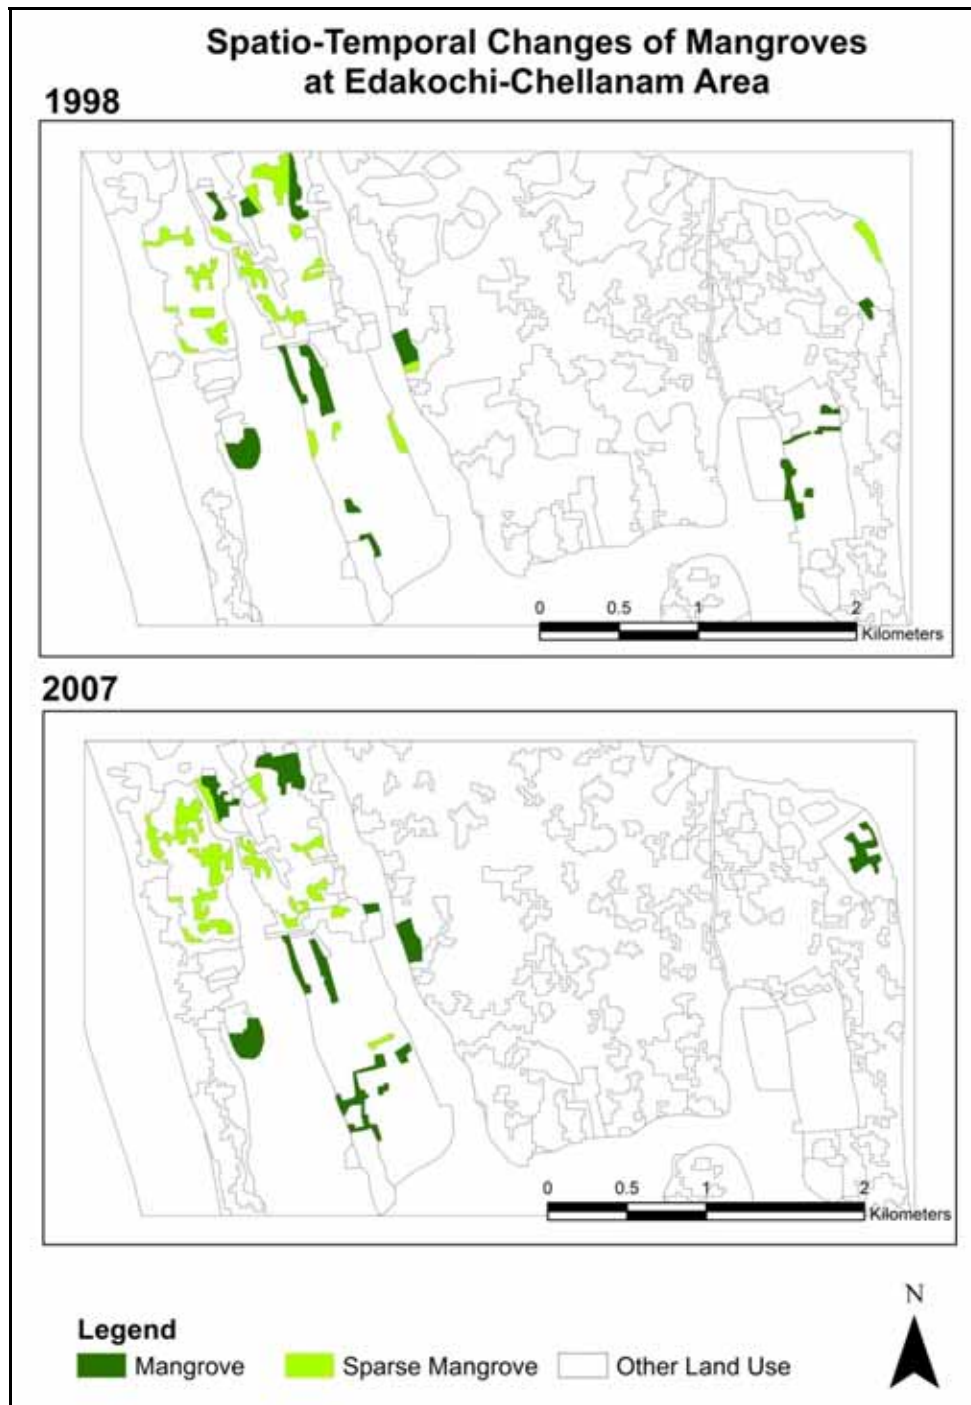 Spatio-Temporal Changes of Mangroves
at Edakochi-Chellanam Area
1998
0 0.5 1 2
Kilometers
2007
0 0.5 1 2
Kilometers
N
Legend
Mangrove Sparse Mangrove Other Land Use